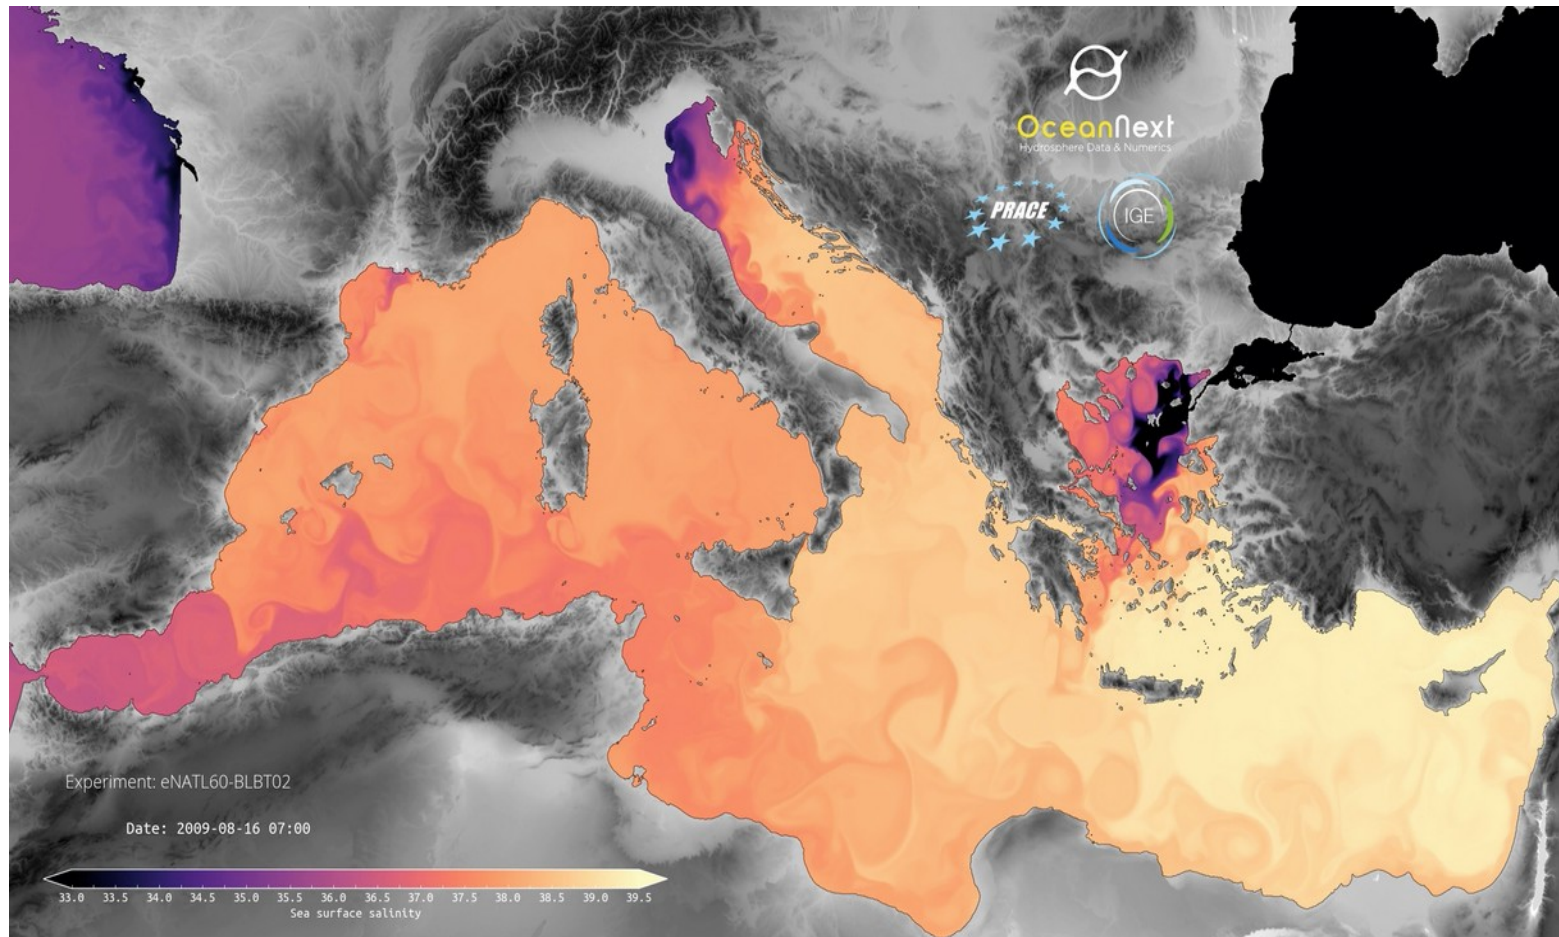 OceanNext
Hydrosphere Data & Numerics
PRACE
IGE
Experiment: eNATL60-BLBT02
Date: 2009-08-16 07:00
33.0 33.5 34.0 34.5 35.0 35.5 36.0 36.5 37.0 37.5 38.0 38.5 39.0 39.5
Sea surface salinity